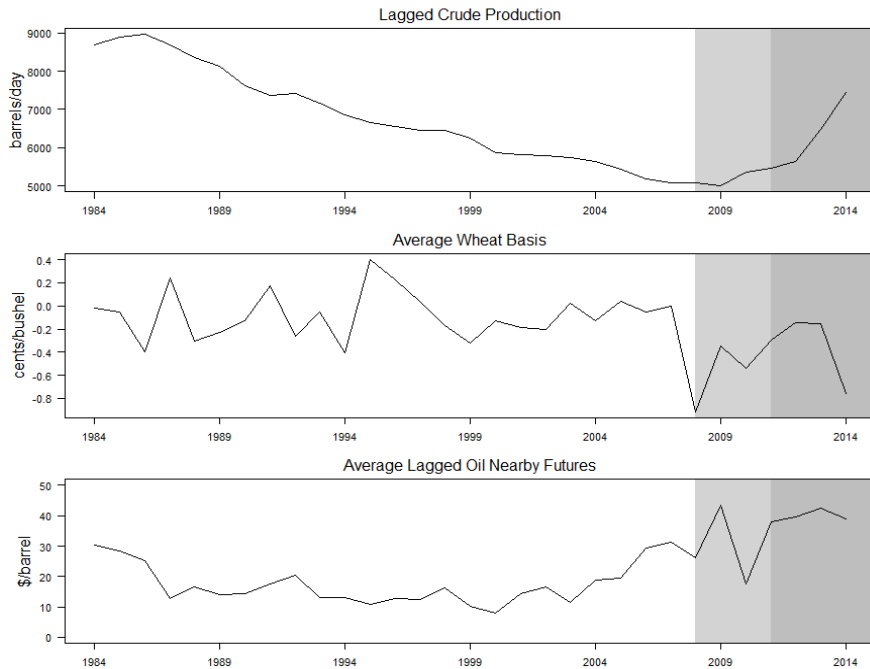 Lagged Crude Production
barrels/day
9000
8000
7000
6000
5000
1984 1989 1994 1999 2004 2009 2014
Average Wheat Basis
cents/bushel
0.4
0.2
0.0
-0.2
-0.4
-0.6
-0.8
1984 1989 1994 1999 2004 2009 2014
Average Lagged Oil Nearby Futures
$/barrel
50
40
30
20
10
0
1984 1989 1994 1999 2004 2009 2014